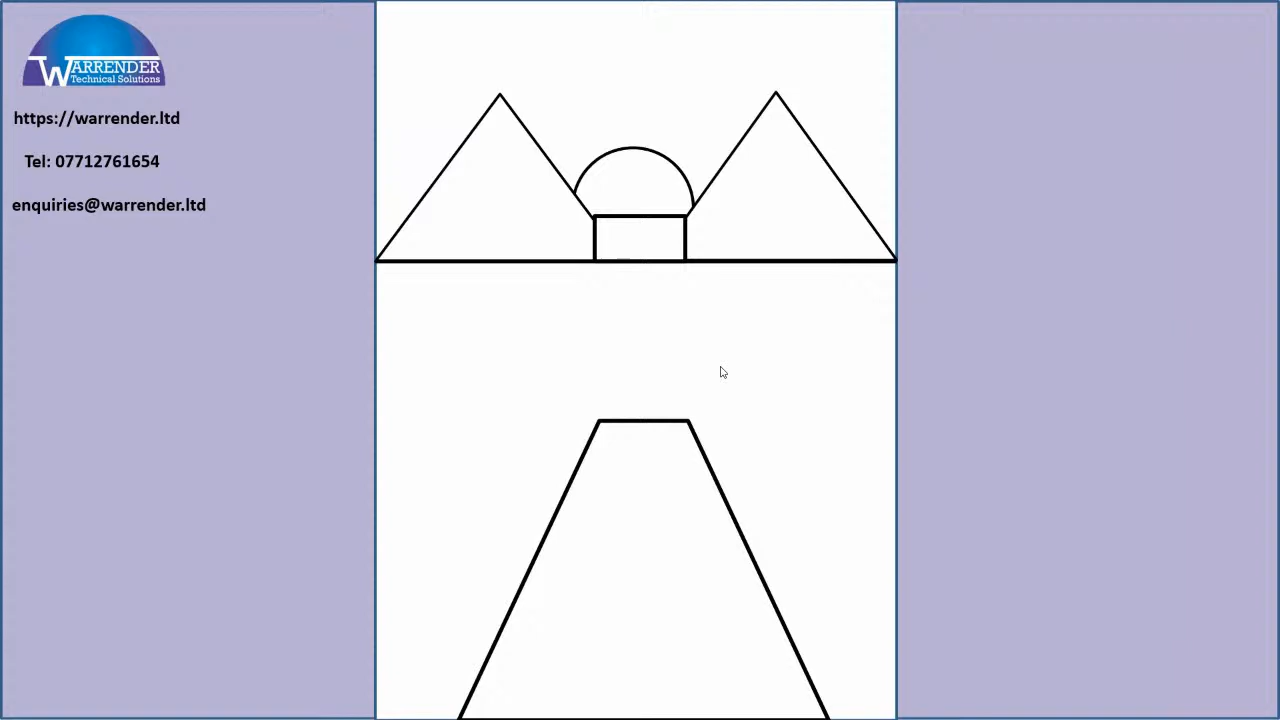 WARRENDER
Technical Solutions
https://warrender.ltd
Tel: 07712761654
enquiries@warrender.ltd